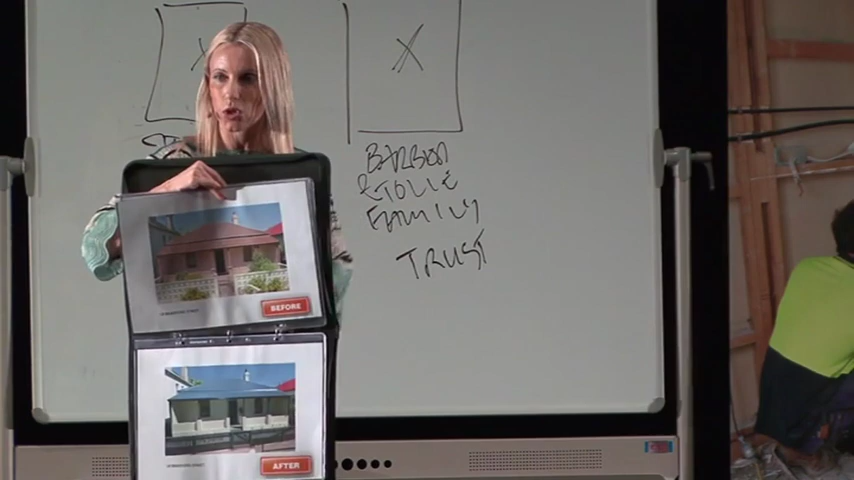 X
X
BARBON
& TOLLE
FAMILY
TRUST
BEFORE
AFTER